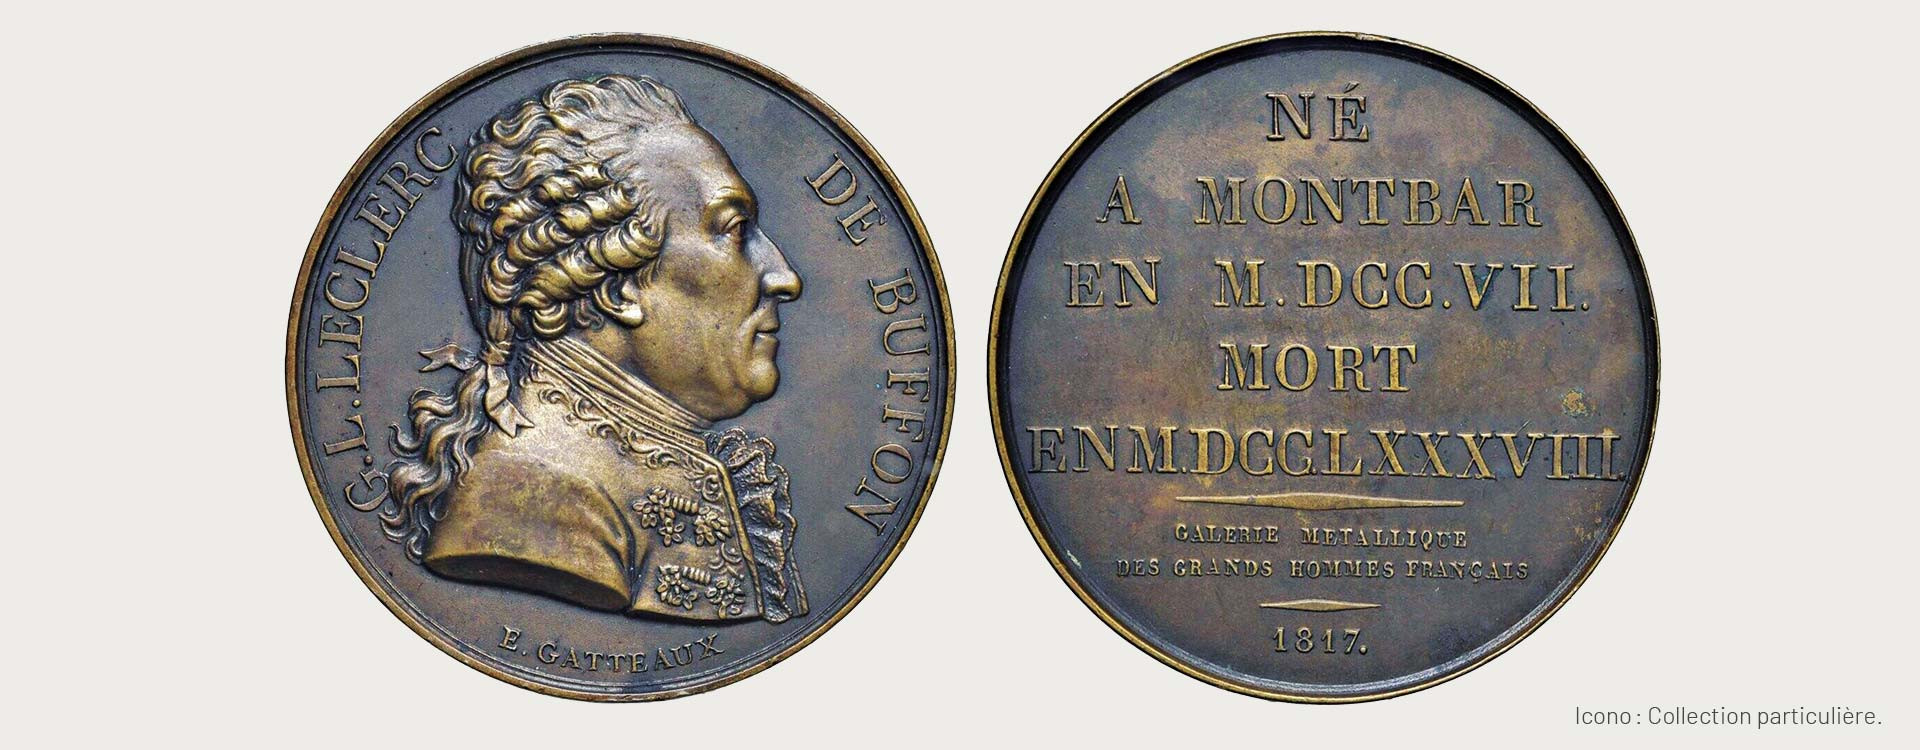 G.L.LECLERC DE BUFFON
E. GATTEAUX
NÉ
A MONTBAR
EN M.DCC.VII.
MORT
EN M.DCC.LXXXVIII.
GALERIE METALLIQUE
DES GRANDS HOMMES FRANÇAIS
1817.
Icono : Collection particulière.